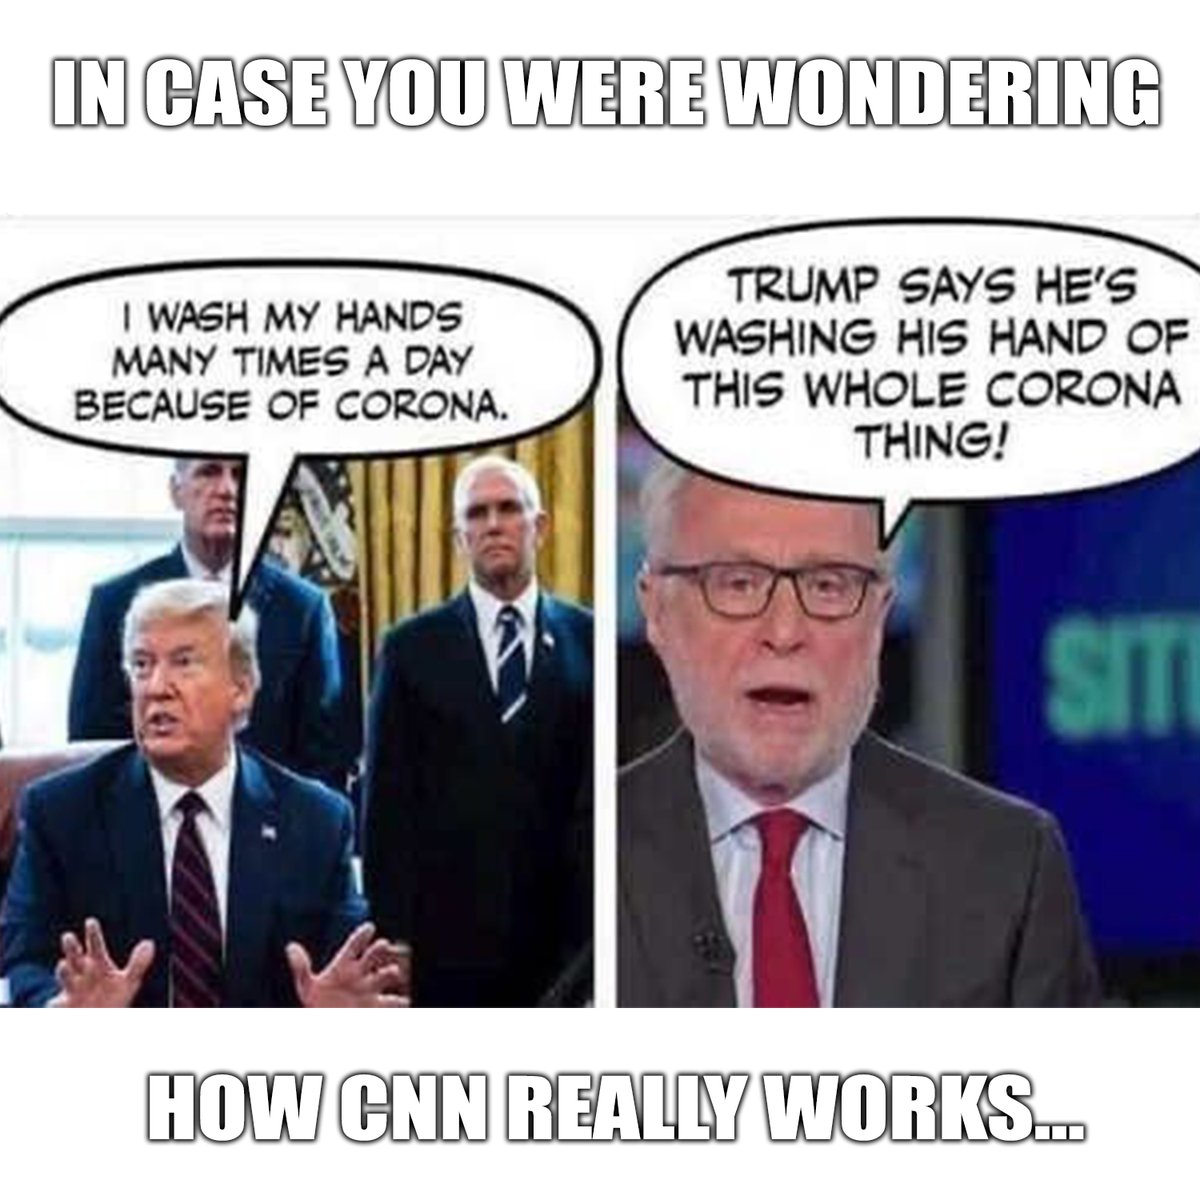 IN CASE YOU WERE WONDERING
I WASH MY HANDS
MANY TIMES A DAY
BECAUSE OF CORONA.
TRUMP SAYS HE'S
WASHING HIS HAND OF
THIS WHOLE CORONA
THING!
SIT
HOW CNN REALLY WORKS...